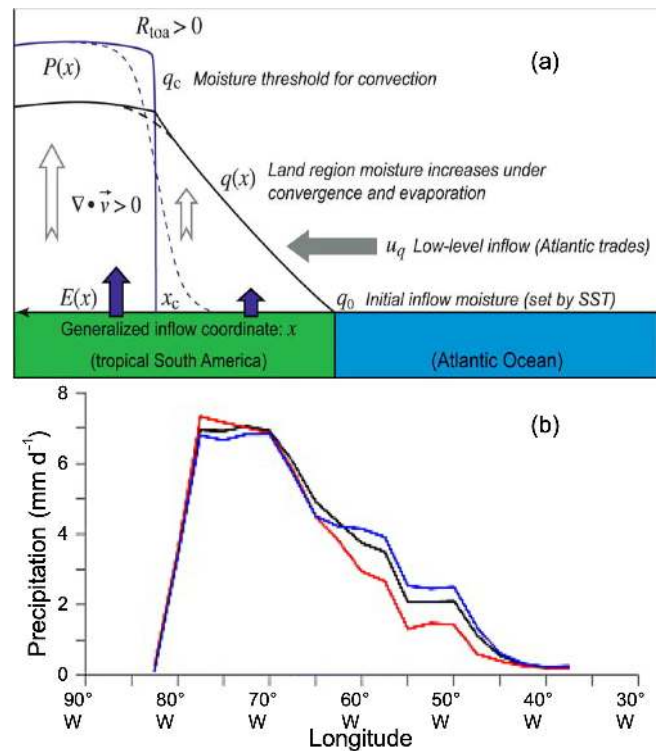 (a)
R_toa > 0
P(x)
q_c Moisture threshold for convection
q(x) Land region moisture increases under
convergence and evaporation
∇ • v⃗ > 0
u_q Low-level inflow (Atlantic trades)
E(x) x_c q_0 Initial inflow moisture (set by SST)
Generalized inflow coordinate: x
(tropical South America) (Atlantic Ocean)
(b)
Precipitation (mm d⁻¹)
8
6
4
2
0
90° 80° 70° 60° 50° 40° 30°
W W W W W W W
Longitude